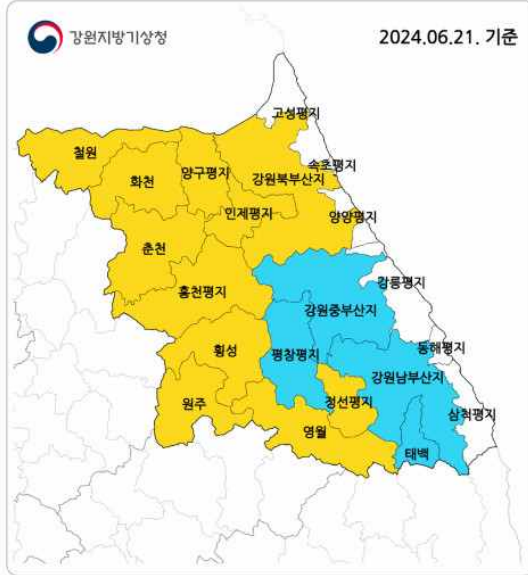 강원지방기상청
2024.06.21. 기준
고성평지
철원
양구평지
속초평지
화천
강원북부산지
인제평지
양양평지
춘천
강릉평지
홍천평지
강원중부산지
동해평지
횡성
평창평지
강원남부산지
원주
정선평지
삼척평지
영월
태백